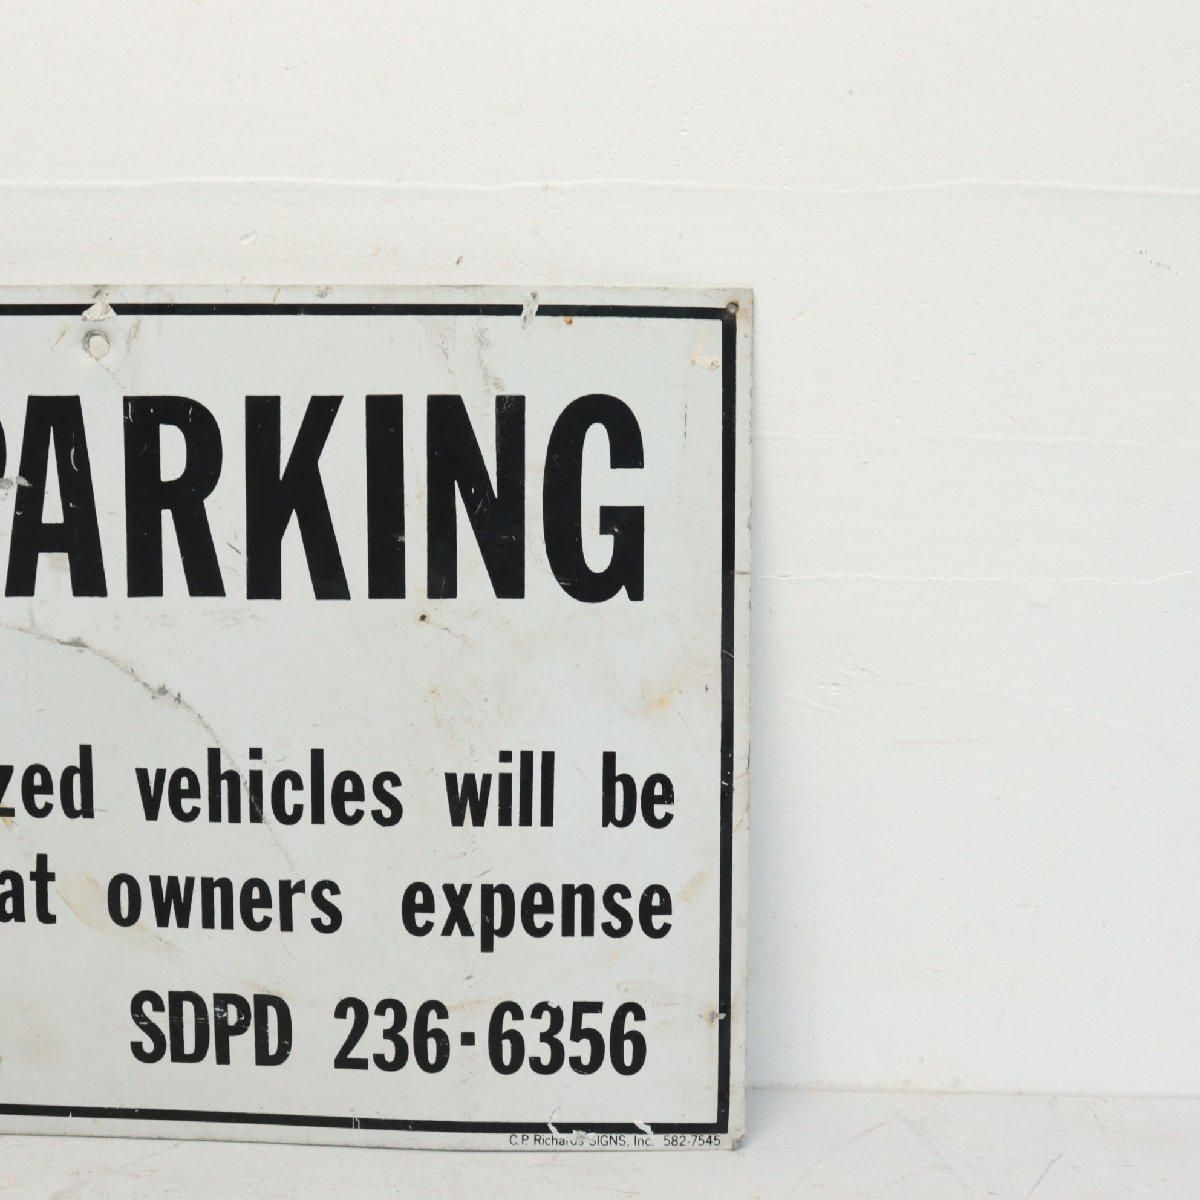 PARKING
zed vehicles will be
at owners expense
SDPD 236-6356
C.P. Richards SIGNS, Inc. 582-7545